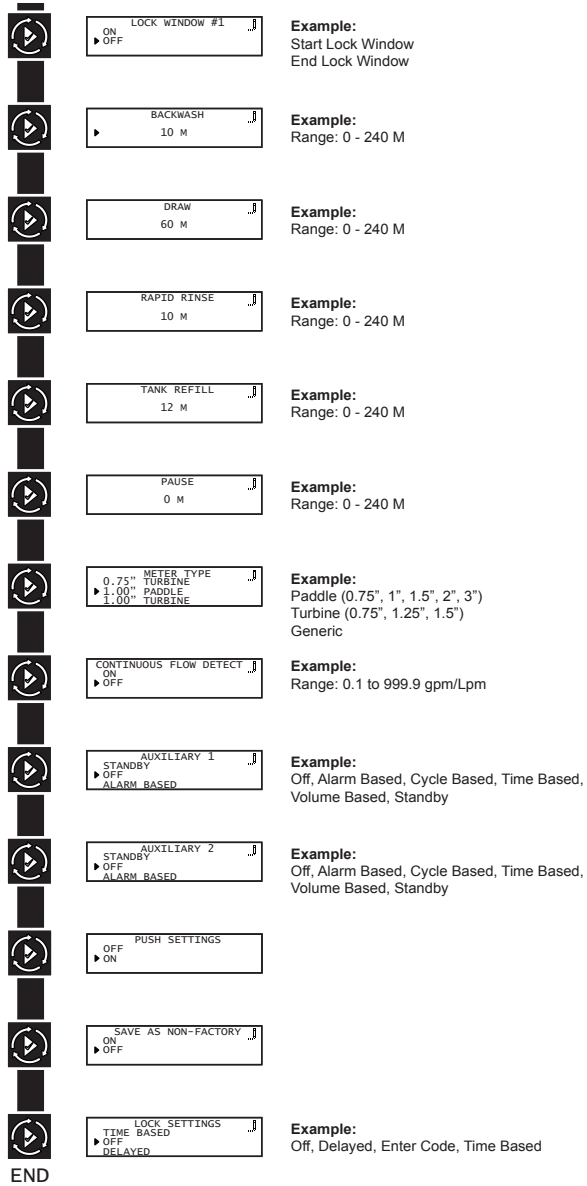 LOCK WINDOW #1
ON
OFF
Example:
Start Lock Window
End Lock Window
BACKWASH
10 M
Example:
Range: 0 - 240 M
DRAW
60 M
Example:
Range: 0 - 240 M
RAPID RINSE
10 M
Example:
Range: 0 - 240 M
TANK REFILL
12 M
Example:
Range: 0 - 240 M
PAUSE
0 M
Example:
Range: 0 - 240 M
METER TYPE
0.75” TURBINE
1.00” PADDLE
1.00” TURBINE
Example:
Paddle (0.75”, 1”, 1.5”, 2”, 3”)
Turbine (0.75”, 1.25”, 1.5”)
Generic
CONTINUOUS FLOW DETECT
ON
OFF
Example:
Range: 0.1 to 999.9 gpm/Lpm
AUXILIARY 1
STANDBY
OFF
ALARM BASED
Example:
Off, Alarm Based, Cycle Based, Time Based,
Volume Based, Standby
AUXILIARY 2
STANDBY
OFF
ALARM BASED
Example:
Off, Alarm Based, Cycle Based, Time Based,
Volume Based, Standby
PUSH SETTINGS
OFF
ON
SAVE AS NON-FACTORY
ON
OFF
LOCK SETTINGS
TIME BASED
OFF
DELAYED
Example:
Off, Delayed, Enter Code, Time Based
END